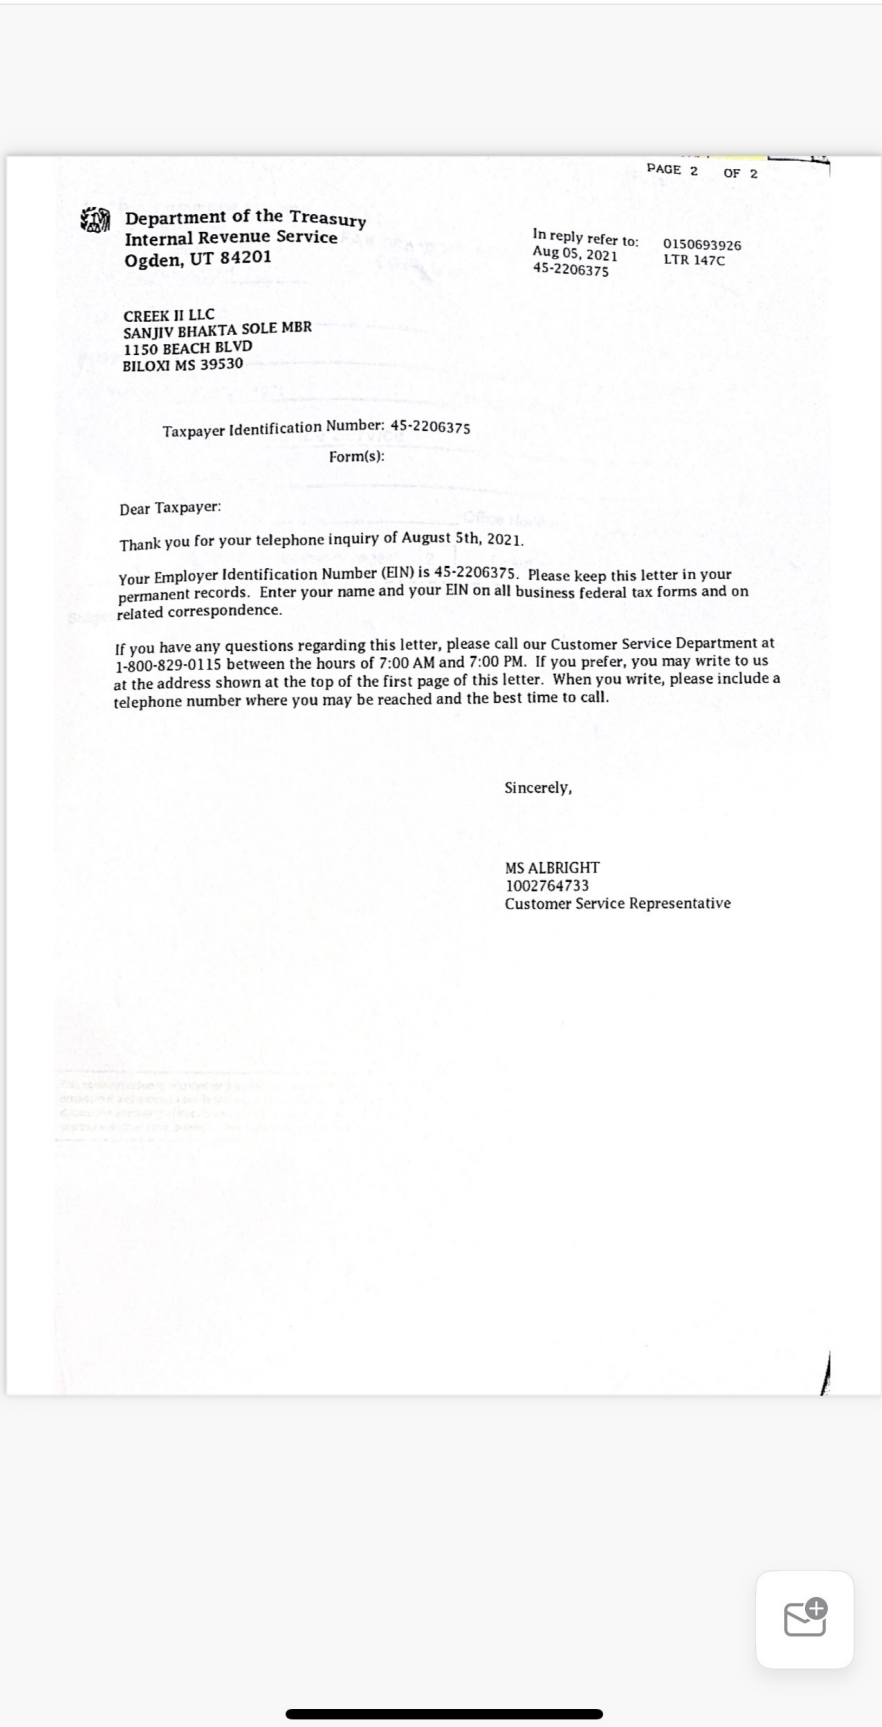 PAGE 2 OF 2
Department of the Treasury
Internal Revenue Service
Ogden, UT 84201
In reply refer to: 0150693926
Aug 05, 2021 LTR 147C
45-2206375
CREEK II LLC
SANJIV BHAKTA SOLE MBR
1150 BEACH BLVD
BILOXI MS 39530
Taxpayer Identification Number: 45-2206375
Form(s):
Dear Taxpayer:
Thank you for your telephone inquiry of August 5th, 2021.
Your Employer Identification Number (EIN) is 45-2206375. Please keep this letter in your
permanent records. Enter your name and your EIN on all business federal tax forms and on
related correspondence.
If you have any questions regarding this letter, please call our Customer Service Department at
1-800-829-0115 between the hours of 7:00 AM and 7:00 PM. If you prefer, you may write to us
at the address shown at the top of the first page of this letter. When you write, please include a
telephone number where you may be reached and the best time to call.
Sincerely,
MS ALBRIGHT
1002764733
Customer Service Representative